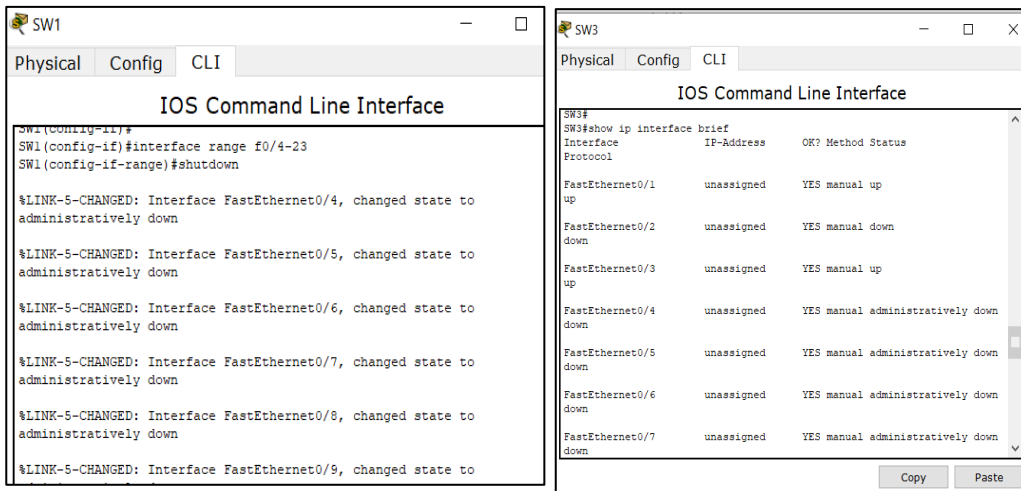 SW1
Physical Config CLI
IOS Command Line Interface
SW1(config-if)#
SW1(config-if)#interface range f0/4-23
SW1(config-if-range)#shutdown
%LINK-5-CHANGED: Interface FastEthernet0/4, changed state to
administratively down
%LINK-5-CHANGED: Interface FastEthernet0/5, changed state to
administratively down
%LINK-5-CHANGED: Interface FastEthernet0/6, changed state to
administratively down
%LINK-5-CHANGED: Interface FastEthernet0/7, changed state to
administratively down
%LINK-5-CHANGED: Interface FastEthernet0/8, changed state to
administratively down
%LINK-5-CHANGED: Interface FastEthernet0/9, changed state to
SW3
Physical Config CLI
IOS Command Line Interface
SW3#
SW3#show ip interface brief
Interface IP-Address OK? Method Status
Protocol
FastEthernet0/1 unassigned YES manual up
up
FastEthernet0/2 unassigned YES manual down
down
FastEthernet0/3 unassigned YES manual up
up
FastEthernet0/4 unassigned YES manual administratively down
down
FastEthernet0/5 unassigned YES manual administratively down
down
FastEthernet0/6 unassigned YES manual administratively down
down
FastEthernet0/7 unassigned YES manual administratively down
down
Copy Paste